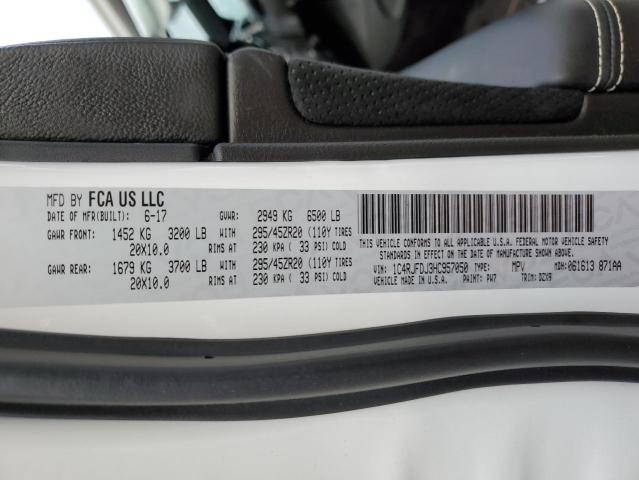 MFD BY FCA US LLC
DATE OF MFR(BUILT): 6-17 GVWR: 2949 KG 6500 LB
GAWR FRONT: 1452 KG 3200 LB WITH 295/45ZR20 (110Y TIRES
20X10.0 RIMS AT 230 KPA ( 33 PSI) COLD
GAWR REAR: 1679 KG 3700 LB WITH 295/45ZR20 (110Y TIRES
20X10.0 RIMS AT 230 KPA ( 33 PSI) COLD
THIS VEHICLE CONFORMS TO ALL APPLICABLE U.S.A. FEDERAL MOTOR VEHICLE SAFETY
STANDARDS IN EFFECT ON THE DATE OF MANUFACTURE SHOWN ABOVE.
VIN: 1C4RJFDJ3HC957050 TYPE: MPV MDH: 061613 871AA
VEHICLE MADE IN U.S.A. PAINT: PW7 TRIM: DZX9